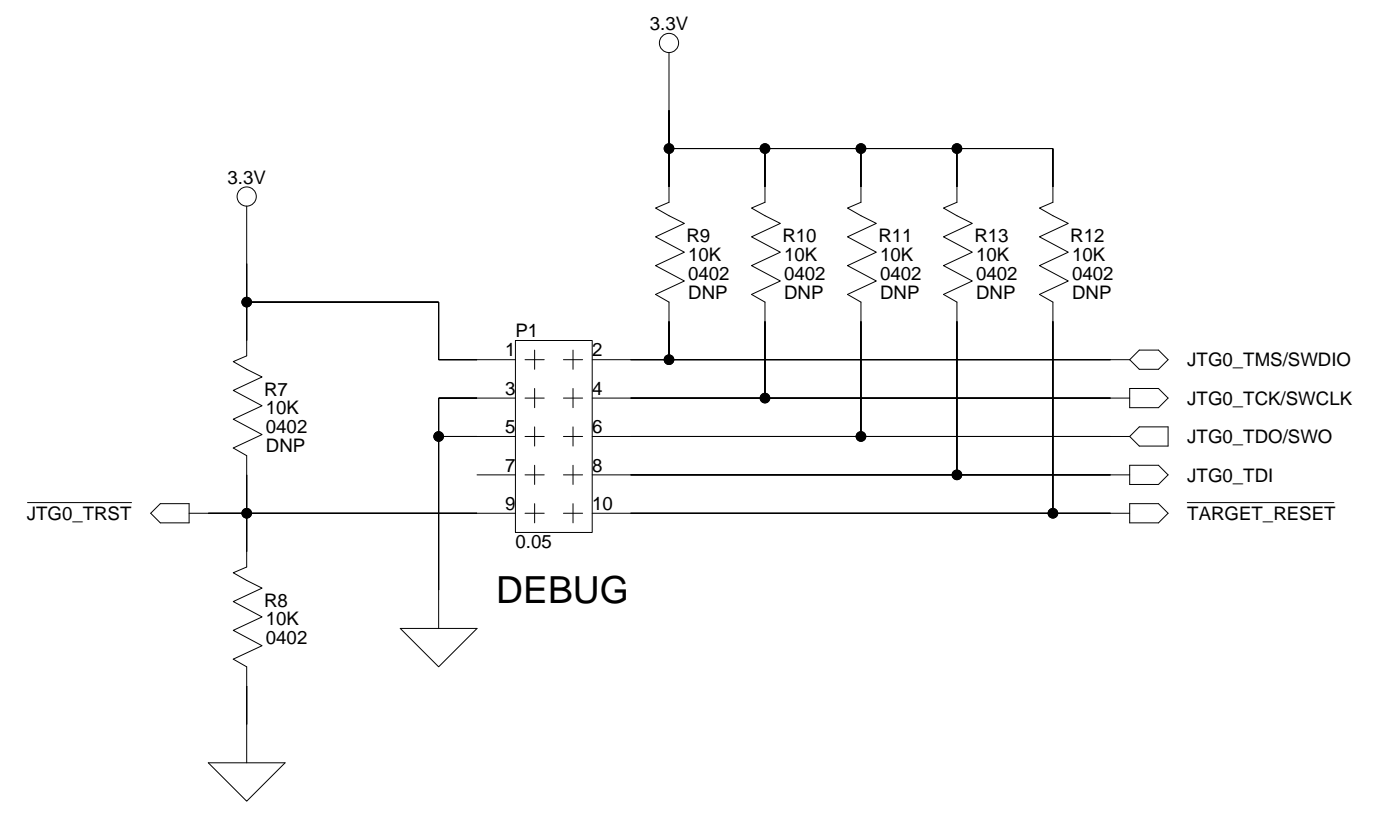 3.3V
3.3V
R9
10K
0402
DNP
R10
10K
0402
DNP
R11
10K
0402
DNP
R13
10K
0402
DNP
R12
10K
0402
DNP
R7
10K
0402
DNP
P1
1
2
3
4
5
6
7
8
9
10
0.05
DEBUG
JTG0_TMS/SWDIO
JTG0_TCK/SWCLK
JTG0_TDO/SWO
JTG0_TDI
TARGET_RESET
JTG0_TRST
R8
10K
0402